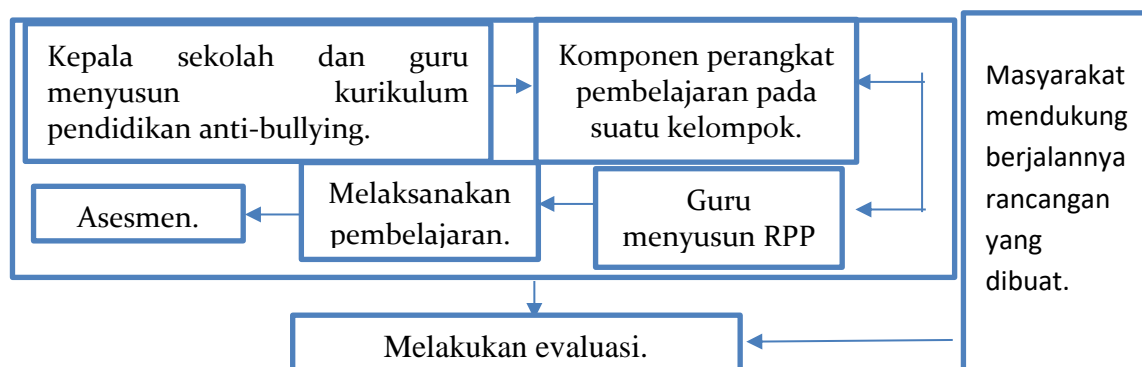 Kepala sekolah dan guru
menyusun kurikulum
pendidikan anti-bullying.
Komponen perangkat
pembelajaran pada
suatu kelompok.
Masyarakat
mendukung
berjalannya
rancangan
yang
dibuat.
Guru
menyusun RPP
Melaksanakan
pembelajaran.
Asesmen.
Melakukan evaluasi.